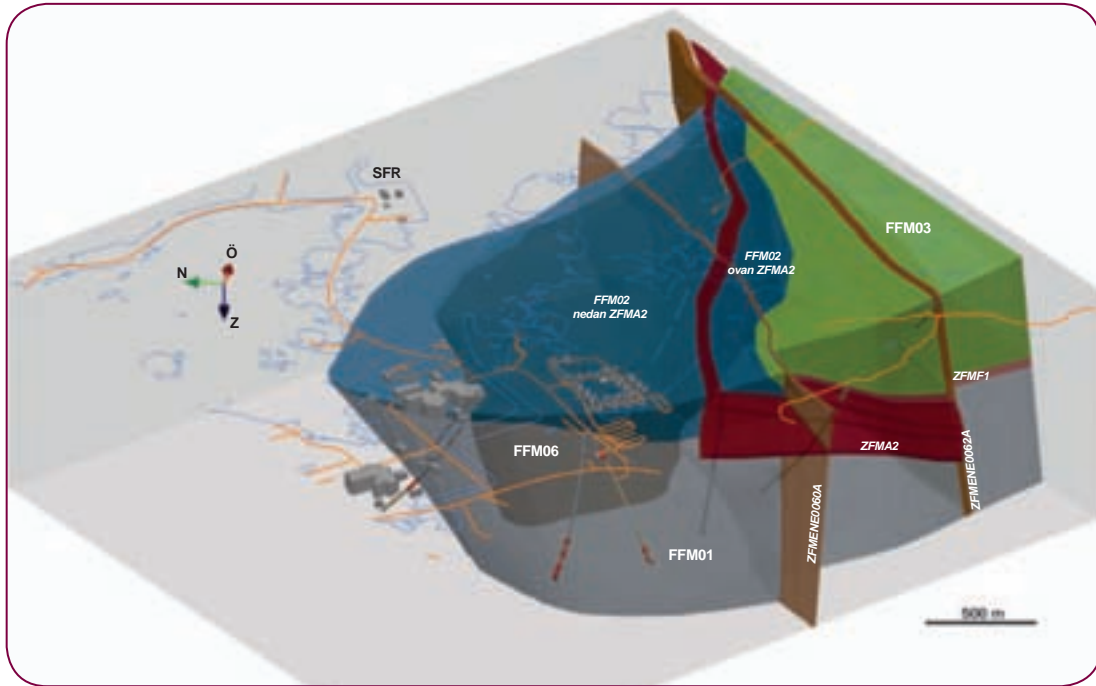 SFR
Ö
N
Z
FFM03
FFM02
ovan ZFMA2
FFM02
nedan ZFMA2
ZFMF1
ZFMA2
FFM06
FFM01
ZFMENE0060A
ZFMENE0062A
500 m